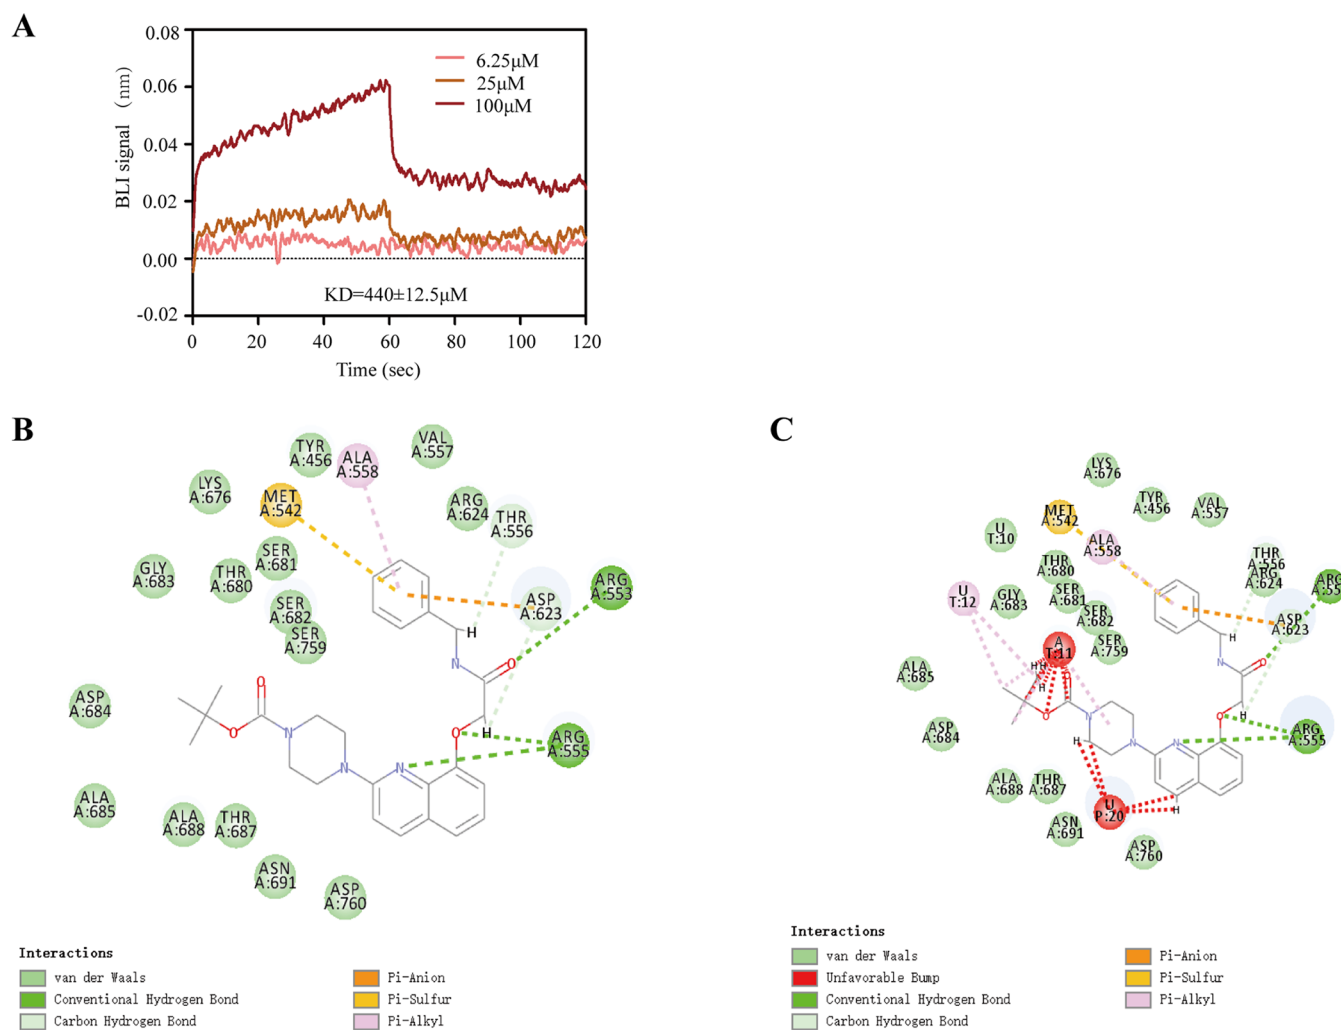 A
0.08
0.06
0.04
0.02
0.00
-0.02
BLI signal (nm)
6.25μM
25μM
100μM
KD=440±12.5μM
0 20 40 60 80 100 120
Time (sec)
B
TYR
A:456
ALA
A:558
VAL
A:557
LYS
A:676
MET
A:542
ARG
A:624
THR
A:556
GLY
A:683
THR
A:680
SER
A:681
SER
A:682
SER
A:759
ASP
A:623
ARG
A:553
H
N
O
O
O
N
N
N
O
H
ARG
A:555
ASP
A:684
ALA
A:685
ALA
A:688
THR
A:687
ASN
A:691
ASP
A:760
Interactions
van der Waals
Conventional Hydrogen Bond
Carbon Hydrogen Bond
Pi-Anion
Pi-Sulfur
Pi-Alkyl
C
LYS
A:676
MET
A:542
TYR
A:456
VAL
A:557
U
T:10
ALA
A:558
THR
A:556
ARG
A:624
THR
A:680
SER
A:681
SER
A:682
SER
A:759
GLY
A:683
U
T:12
A
T:11
ASP
A:623
ARG
A:55
H
N
O
H H
H
O
O
N
N
N
O
H
H
H
ARG
A:555
ALA
A:685
ASP
A:684
ALA
A:688
THR
A:687
ASN
A:691
U
P:20
ASP
A:760
Interactions
van der Waals
Unfavorable Bump
Conventional Hydrogen Bond
Carbon Hydrogen Bond
Pi-Anion
Pi-Sulfur
Pi-Alkyl